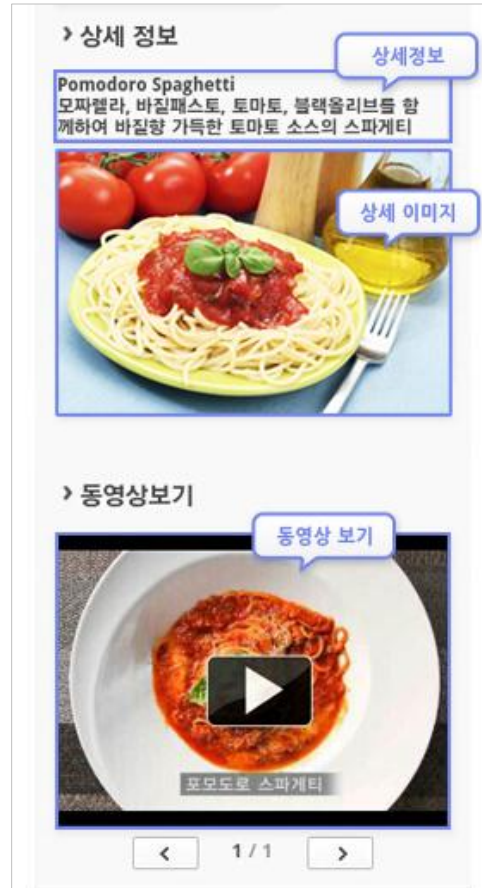 › 상세 정보
상세정보
Pomodoro Spaghetti
모짜렐라, 바질패스토, 토마토, 블랙올리브를 함
께하여 바질향 가득한 토마토 소스의 스파게티
상세 이미지
› 동영상보기
동영상 보기
포모도로 스파게티
‹ 1 / 1 ›